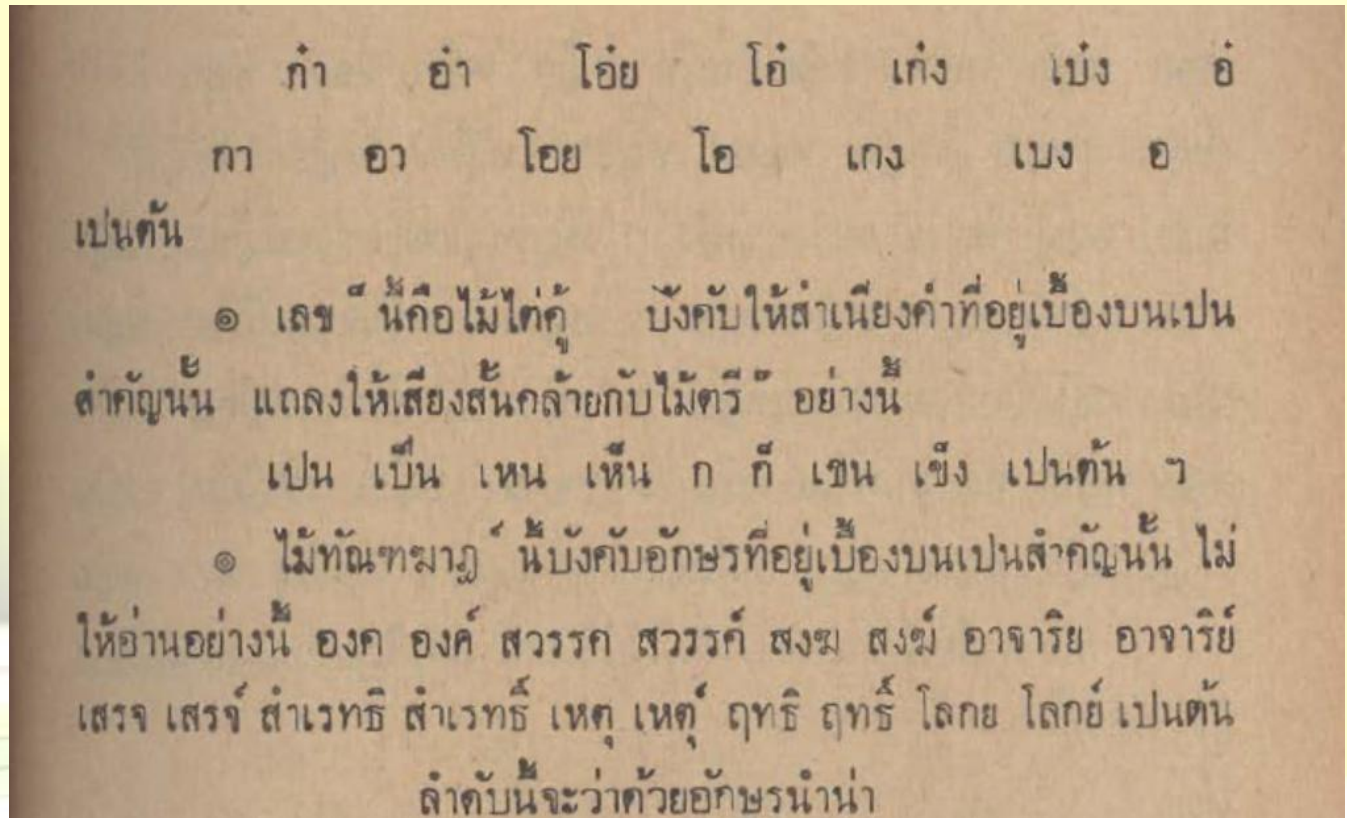 ก๋า อ๋า โอ๋ย โอ๋ เก๋ง เบ๋ง อ๋
กา อา โอย โอ เกง เบง อ
เปนต้น
๏ เลข ็ นี้คือไม้ไต่คู้ บังคับให้สำเนียงคำที่อยู่เบื้องบนเปน
สำคัญนั้น แถลงให้เสียงสั้นคล้ายกับไม้ตรี ๊ อย่างนี้
เปน เป็น เหน เห็น ก ก็ เขน เข็ง เปนต้น ฯ
๏ ไม้ทัณฑฆาฏ ์ นี้บังคับอักษรที่อยู่เบื้องบนเปนสำคัญนั้น ไม่
ให้อ่านอย่างนี้ องค องค์ สวรรค สวรรค์ สงฆ สงฆ์ อาจาริย อาจาริย์
เสรจ เสรจ์ สำเรทธิ สำเรทธิ์ เหตุ เหตุ์ ฤทธิ ฤทธิ์ โลกย โลกย์ เปนต้น
ลำดับนี้จะว่าด้วยอักษรนำน่า